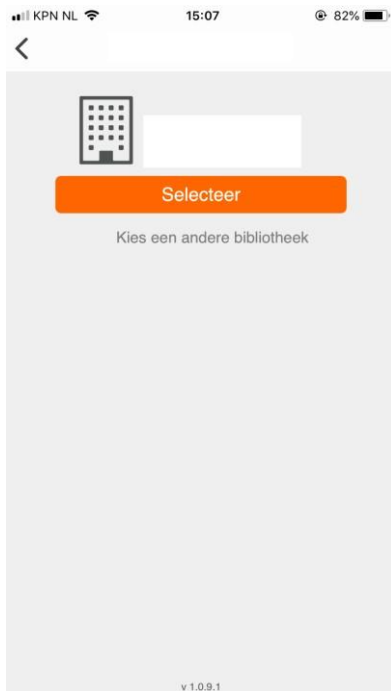 KPN NL 15:07 82%
Selecteer
Kies een andere bibliotheek
v 1.0.9.1